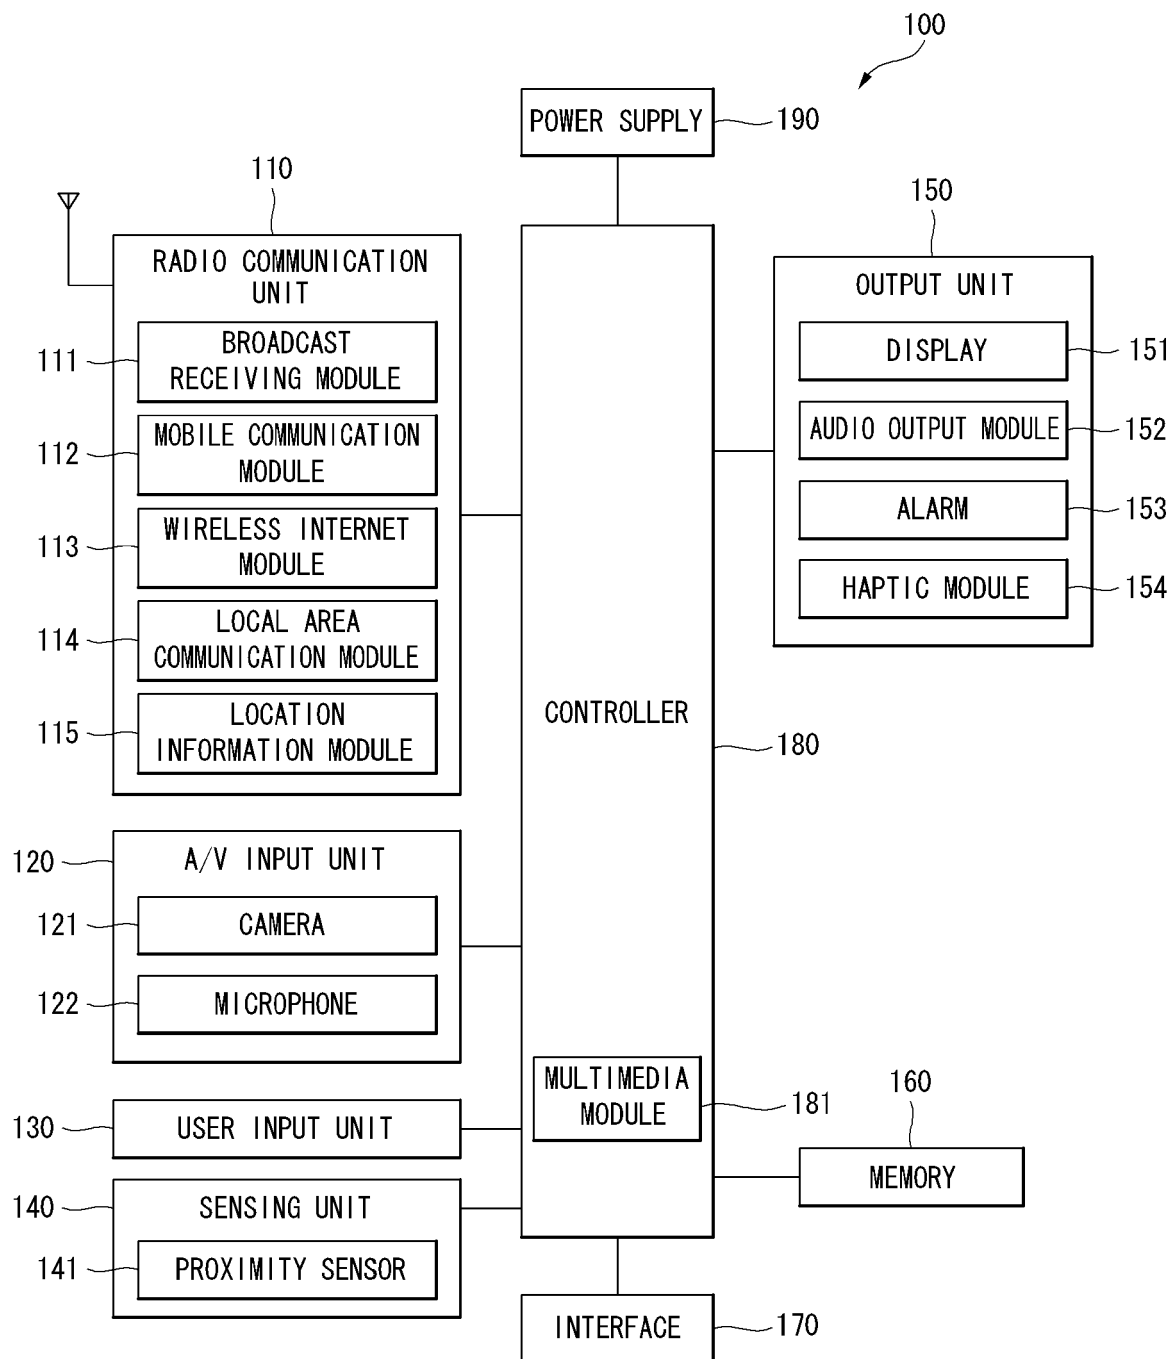 100
POWER SUPPLY
190
110
RADIO COMMUNICATION
UNIT
111
BROADCAST
RECEIVING MODULE
112
MOBILE COMMUNICATION
MODULE
113
WIRELESS INTERNET
MODULE
114
LOCAL AREA
COMMUNICATION MODULE
115
LOCATION
INFORMATION MODULE
120
A/V INPUT UNIT
121
CAMERA
122
MICROPHONE
130
USER INPUT UNIT
140
SENSING UNIT
141
PROXIMITY SENSOR
CONTROLLER
180
MULTIMEDIA
MODULE
181
150
OUTPUT UNIT
DISPLAY
151
AUDIO OUTPUT MODULE
152
ALARM
153
HAPTIC MODULE
154
160
MEMORY
INTERFACE
170